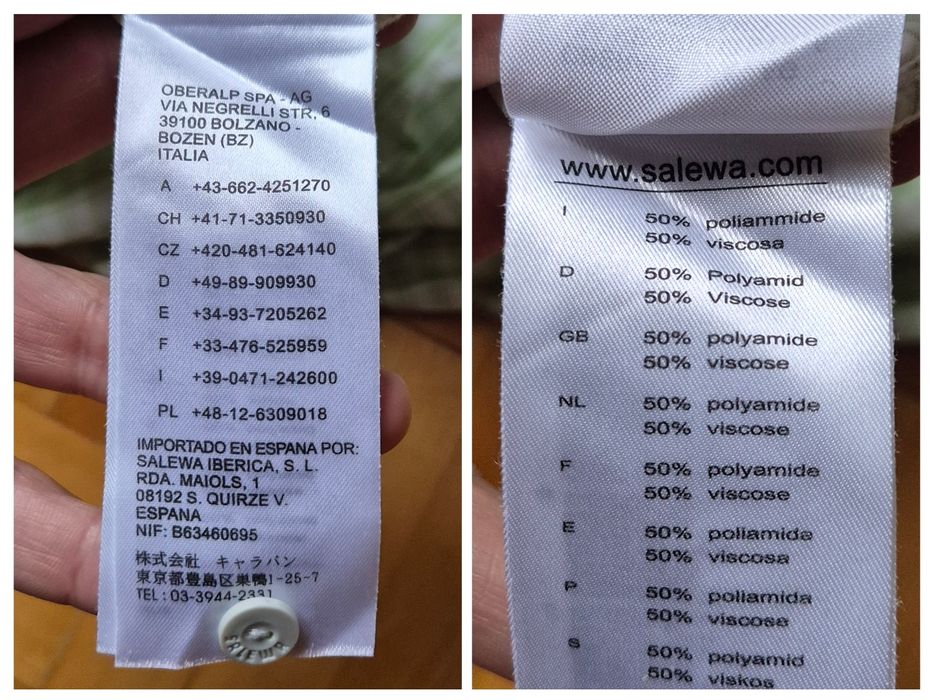 OBERALP SPA - AG
VIA NEGRELLI STR. 6
39100 BOLZANO -
BOZEN (BZ)
ITALIA
A +43-662-4251270
CH +41-71-3350930
CZ +420-481-624140
D +49-89-909930
E +34-93-7205262
F +33-476-525959
I +39-0471-242600
PL +48-12-6309018
IMPORTADO EN ESPANA POR:
SALEWA IBERICA, S. L.
RDA. MAIOLS, 1
08192 S. QUIRZE V.
ESPANA
NIF: B63460695
株式会社 キャラバン
東京都豊島区巣鴨1-25-7
TEL : 03-3944-2331
SALEWA
www.salewa.com
I 50% poliammide
50% viscosa
D 50% Polyamid
50% Viscose
GB 50% polyamide
50% viscose
NL 50% polyamide
50% viscose
F 50% polyamide
50% viscose
E 50% poliamida
50% viscosa
P 50% poliamida
50% viscose
S 50% polyamid
50% viskos